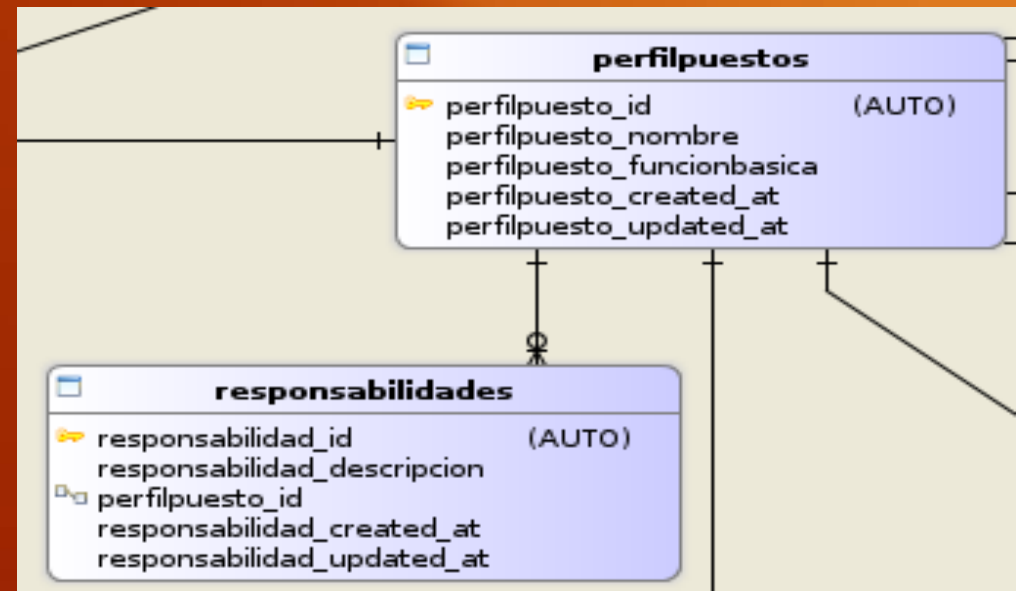 perfilpuestos
perfilpuesto_id (AUTO)
perfilpuesto_nombre
perfilpuesto_funcionbasica
perfilpuesto_created_at
perfilpuesto_updated_at
responsabilidades
responsabilidad_id (AUTO)
responsabilidad_descripcion
perfilpuesto_id
responsabilidad_created_at
responsabilidad_updated_at